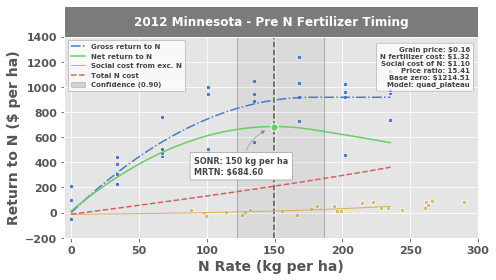 2012 Minnesota - Pre N Fertilizer Timing
Return to N ($ per ha)
1400
1200
1000
800
600
400
200
0
−200
Gross return to N
Net return to N
Social cost from exc. N
Total N cost
Confidence (0.90)
Grain price: $0.16
N fertilizer cost: $1.32
Social cost of N: $1.10
Price ratio: 15.41
Base zero: $1214.51
Model: quad_plateau
SONR: 150 kg per ha
MRTN: $684.60
0 50 100 150 200 250 300
N Rate (kg per ha)